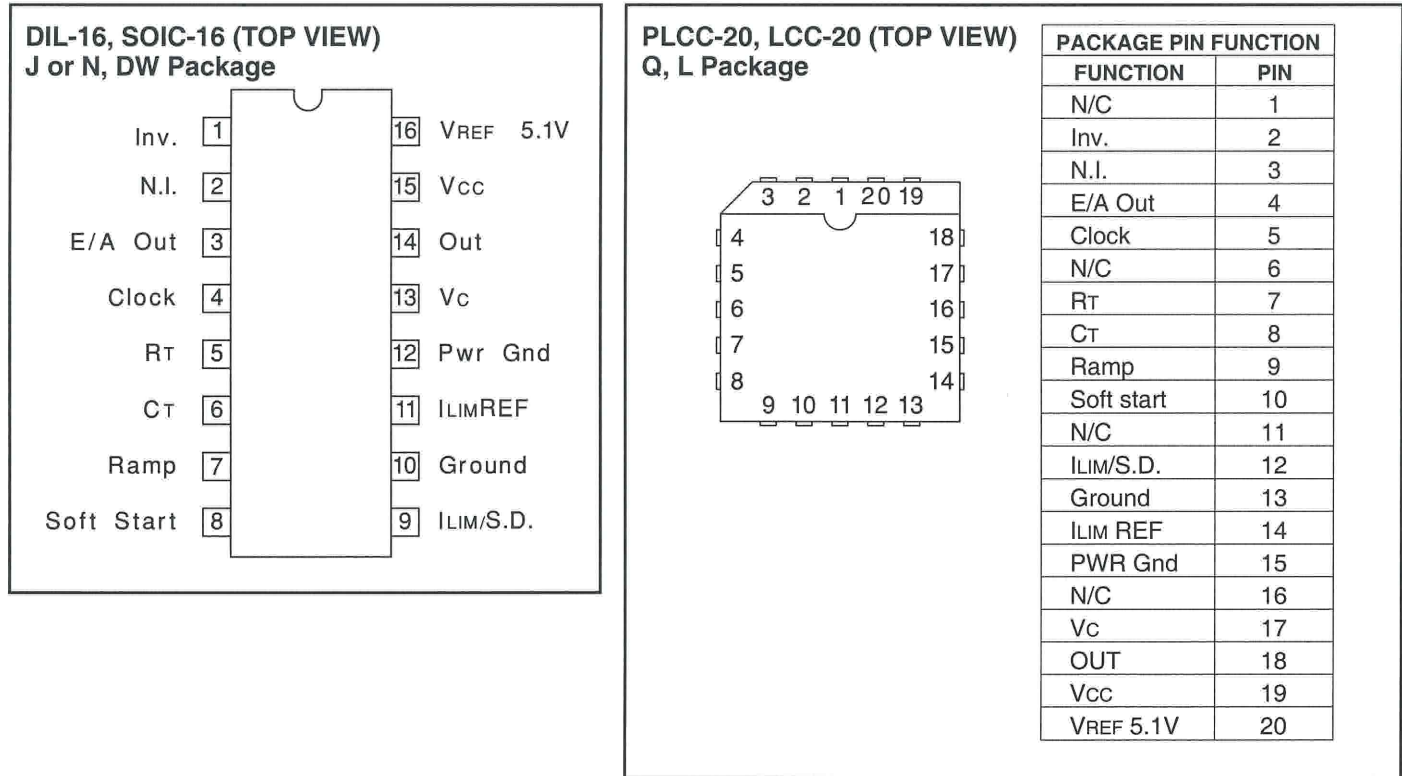 DIL-16, SOIC-16 (TOP VIEW)
J or N, DW Package
Inv. 1 16 VREF 5.1V
N.I. 2 15 VCC
E/A Out 3 14 Out
Clock 4 13 VC
RT 5 12 Pwr Gnd
CT 6 11 ILIMREF
Ramp 7 10 Ground
Soft Start 8 9 ILIM/S.D.
PLCC-20, LCC-20 (TOP VIEW)
Q, L Package
3 2 1 20 19
4 18
5 17
6 16
7 15
8 14
9 10 11 12 13
PACKAGE PIN FUNCTION
FUNCTION PIN
N/C 1
Inv. 2
N.I. 3
E/A Out 4
Clock 5
N/C 6
RT 7
CT 8
Ramp 9
Soft start 10
N/C 11
ILIM/S.D. 12
Ground 13
ILIM REF 14
PWR Gnd 15
N/C 16
VC 17
OUT 18
VCC 19
VREF 5.1V 20